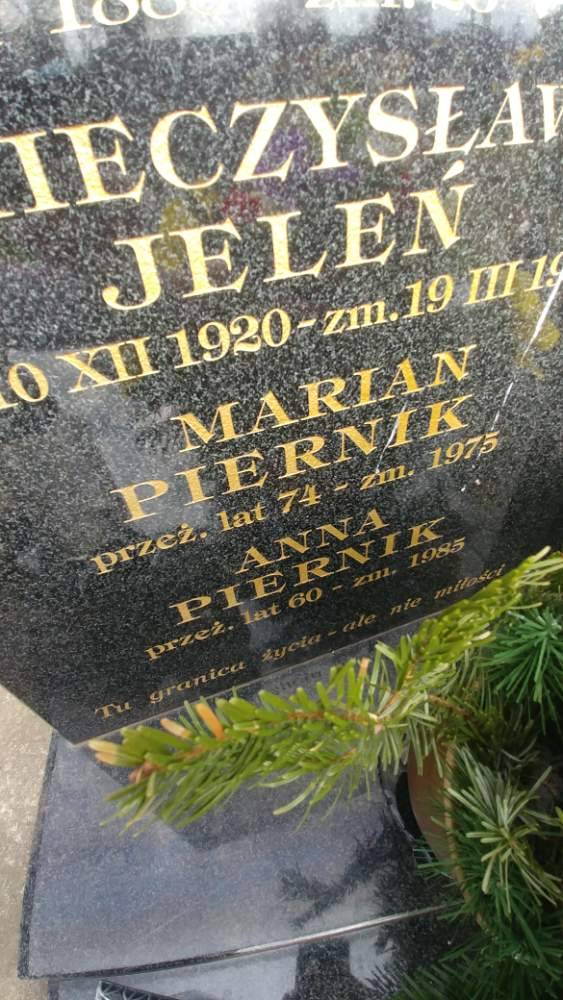 MIECZYSŁAW
JELEŃ
10 XII 1920 - zm. 19 III 19
MARIAN
PIERNIK
przeż. lat 74 - zm. 1975
ANNA
PIERNIK
przeż. lat 60 - zm. 1985
Tu granica życia - ale nie miłości